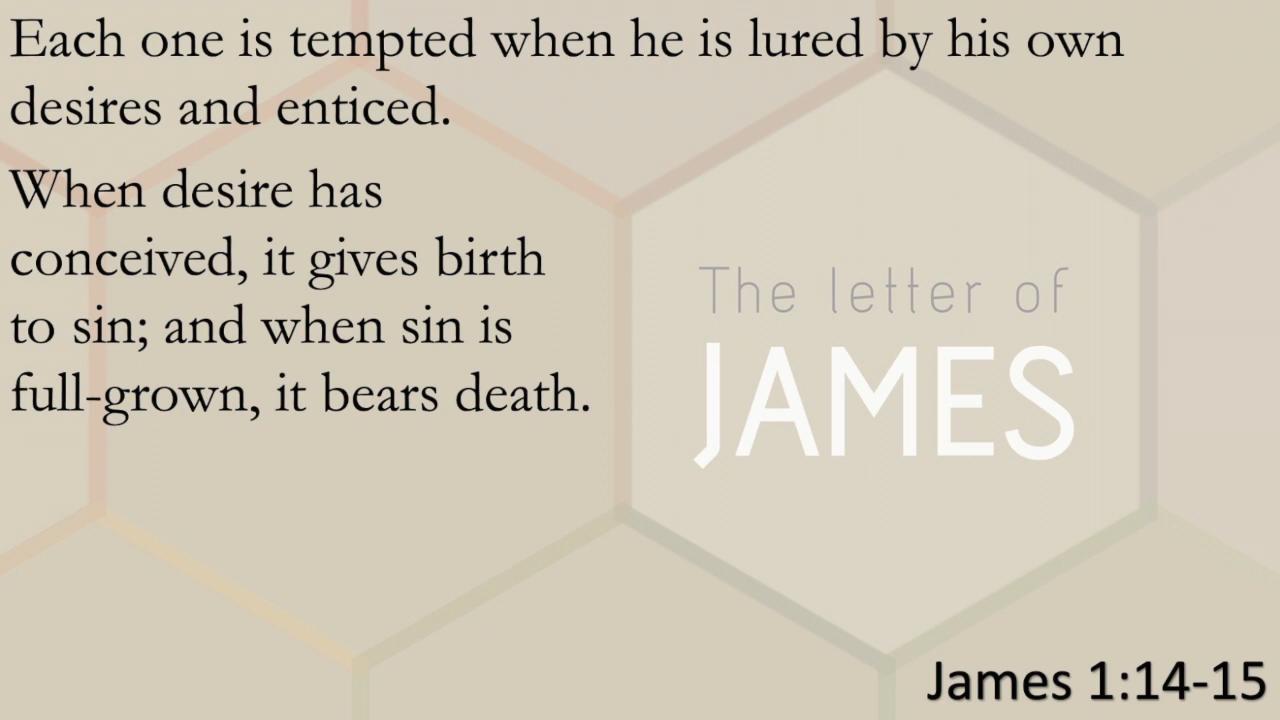 Each one is tempted when he is lured by his own
desires and enticed.
When desire has
conceived, it gives birth
to sin; and when sin is
full-grown, it bears death.
The letter of
JAMES
James 1:14-15